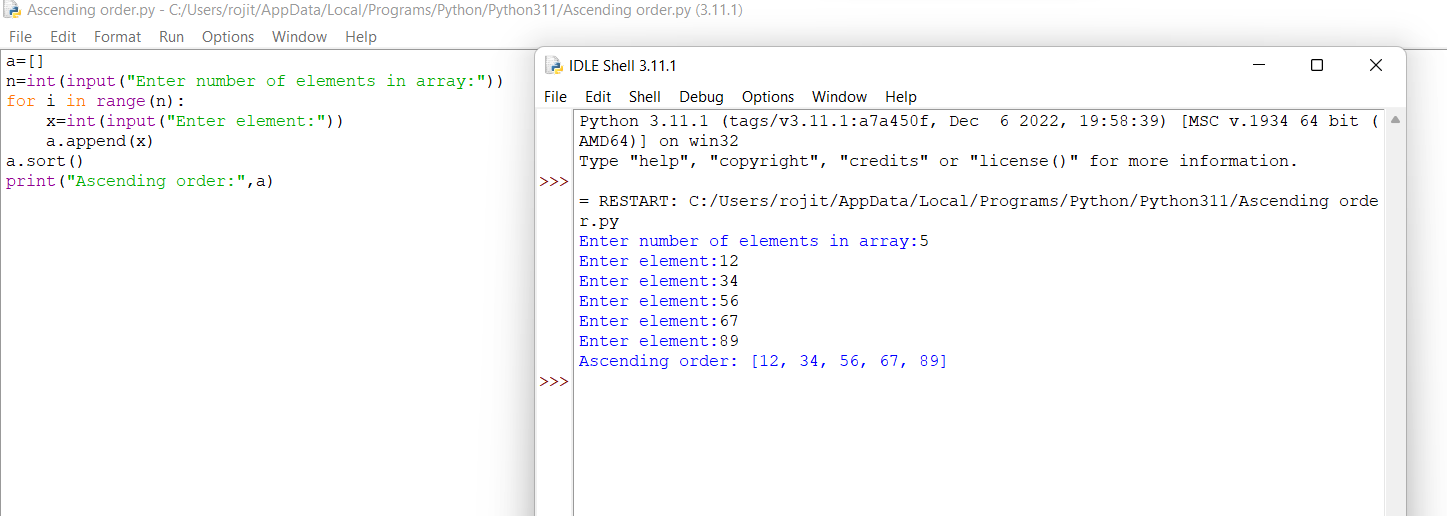 Ascending order.py - C:/Users/rojit/AppData/Local/Programs/Python/Python311/Ascending order.py (3.11.1)
File Edit Format Run Options Window Help
a=[]
n=int(input("Enter number of elements in array:"))
for i in range(n):
    x=int(input("Enter element:"))
    a.append(x)
a.sort()
print("Ascending order:",a)
IDLE Shell 3.11.1
File Edit Shell Debug Options Window Help
Python 3.11.1 (tags/v3.11.1:a7a450f, Dec  6 2022, 19:58:39) [MSC v.1934 64 bit (
AMD64)] on win32
Type "help", "copyright", "credits" or "license()" for more information.
>>>
= RESTART: C:/Users/rojit/AppData/Local/Programs/Python/Python311/Ascending orde
r.py
Enter number of elements in array:5
Enter element:12
Enter element:34
Enter element:56
Enter element:67
Enter element:89
Ascending order: [12, 34, 56, 67, 89]
>>>